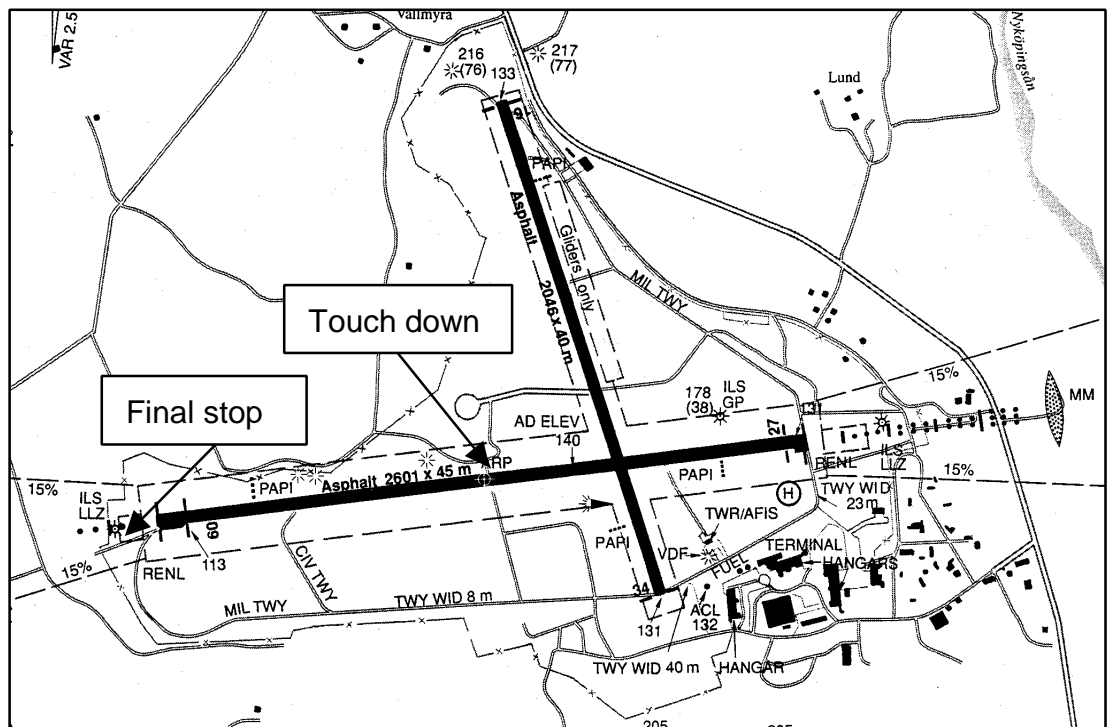 Vallmyra
VAR 2.5
216
(76)
217
(77)
133
Lund
Nyköpingsån
PAPI
Asphalt
2046 x 40 m
Gliders only
MIL TWY
Touch down
Final stop
15%
MM
178
(38)
ILS
GP
AD ELEV
140
27
131
ARP
Asphalt 2601 x 45 m
PAPI
PAPI
RENL
ILS
LLZ
15%
15%
ILS
LLZ
TWY WID
23 m
H
09
113
TWR/AFIS
VDF
FUEL
TERMINAL
HANGARS
PAPI
15%
RENL
CIV TWY
MIL TWY
TWY WID 8 m
34
131
ACL
132
TWY WID 40 m
HANGAR
205